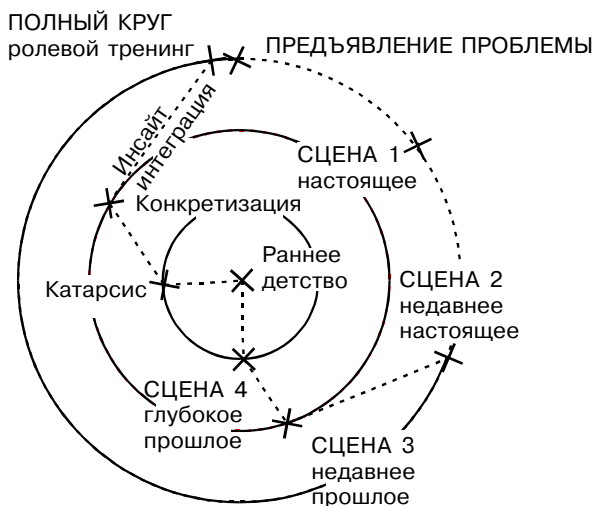 ПОЛНЫЙ КРУГ
ролевой тренинг
ПРЕДЪЯВЛЕНИЕ ПРОБЛЕМЫ
Инсайт
интеграция
СЦЕНА 1
настоящее
Конкретизация
Раннее
детство
Катарсис
СЦЕНА 2
недавнее
настоящее
СЦЕНА 4
глубокое
прошлое
СЦЕНА 3
недавнее
прошлое